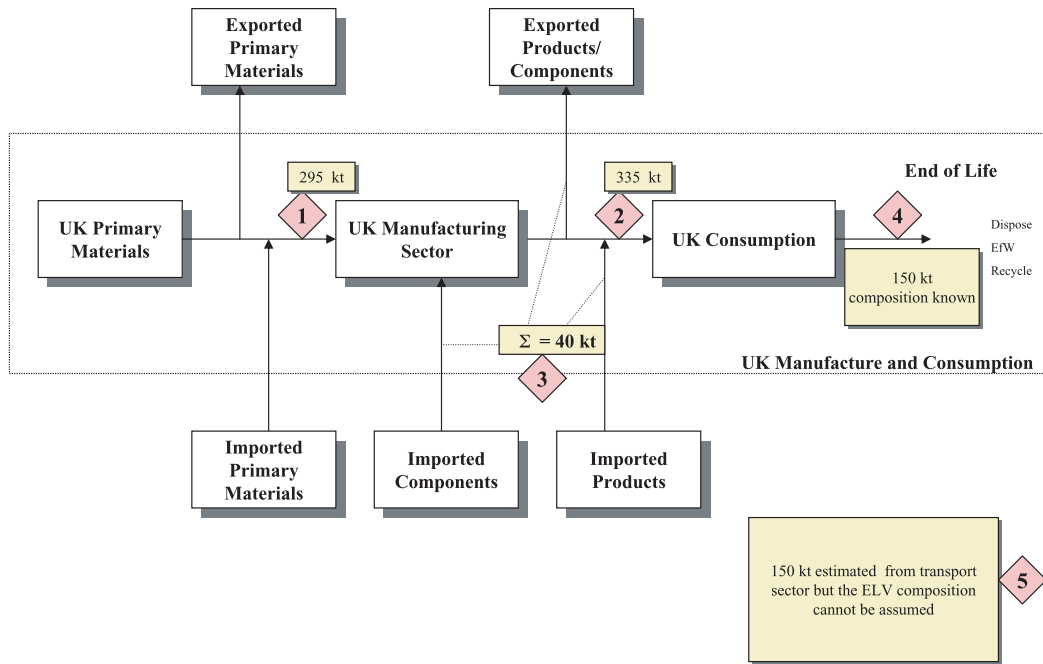 Exported
Primary
Materials
Exported
Products/
Components
295 kt
335 kt
End of Life
1
2
4
UK Primary
Materials
UK Manufacturing
Sector
UK Consumption
Dispose
EfW
Recycle
150 kt
composition known
Σ = 40 kt
3
UK Manufacture and Consumption
Imported
Primary
Materials
Imported
Components
Imported
Products
150 kt estimated from transport
sector but the ELV composition
cannot be assumed
5